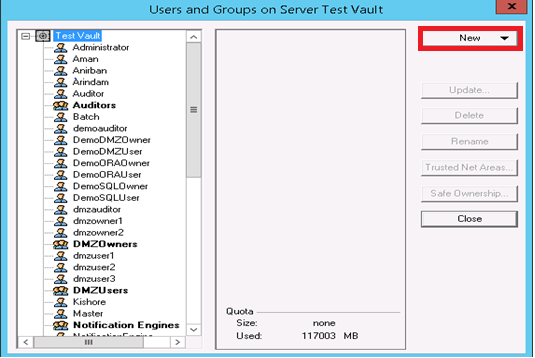 Users and Groups on Server Test Vault
Test Vault
Administrator
Aman
Anirban
Arindam
Auditor
Auditors
Batch
demoauditor
DemoDMZOwner
DemoDMZUser
DemoORAOwner
DemoORAUser
DemoSQLOwner
DemoSQLUser
dmzauditor
dmzowner1
dmzowner2
DMZOwners
dmzuser1
dmzuser2
dmzuser3
DMZUsers
Kishore
Master
Notification Engines
Quota
Size: none
Used: 117003 MB
New
Update...
Delete
Rename
Trusted Net Areas...
Safe Ownership...
Close